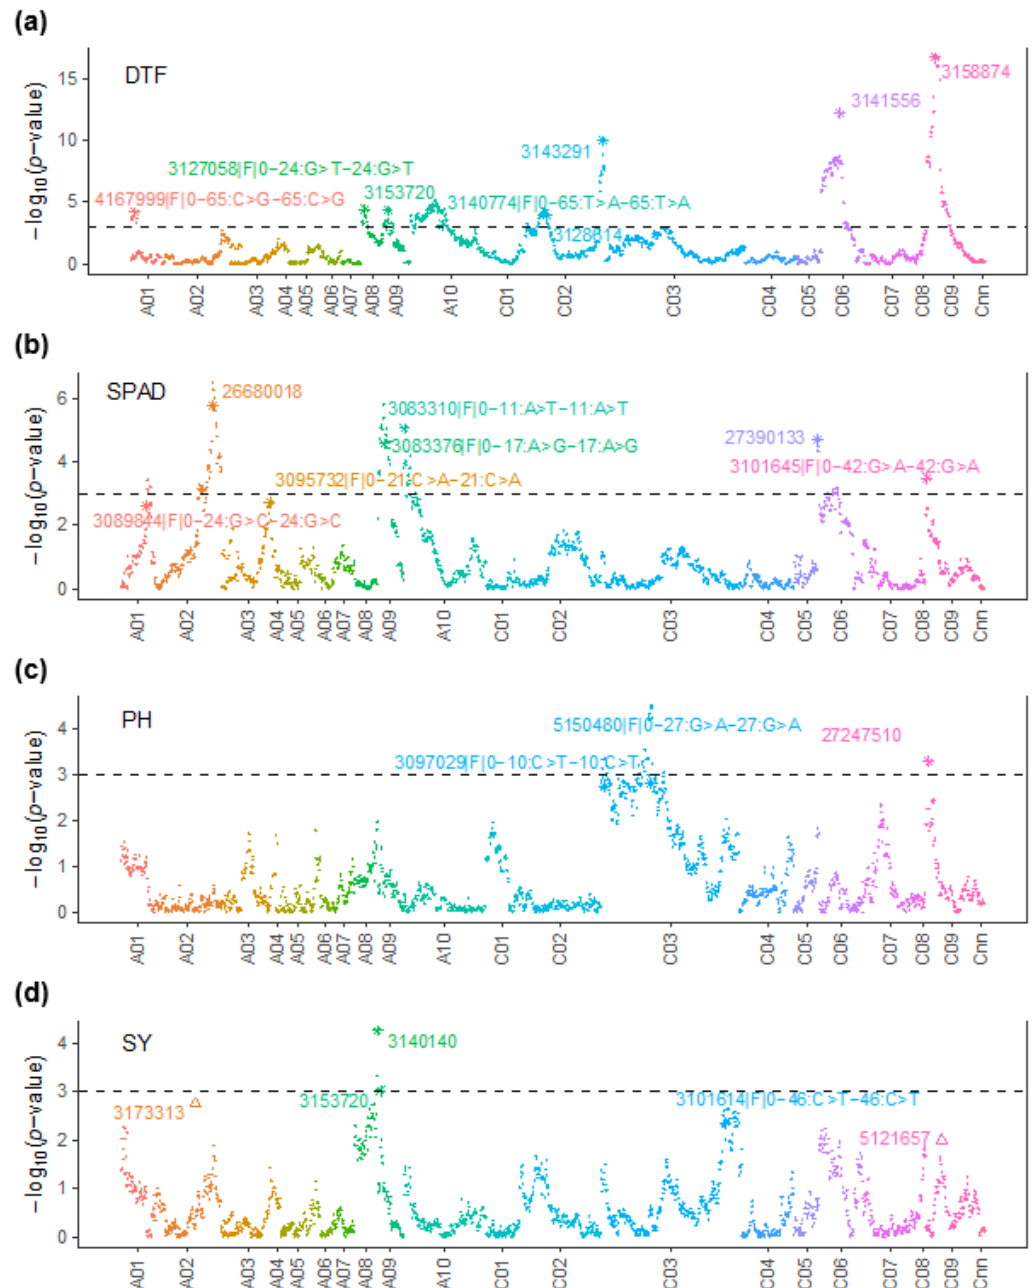 (a)
DTF
−log10(p−value)
15
10
5
0
3158874
3141556
3143291
3127058|F|0−24:G>T−24:G>T
3153720
4167999|F|0−65:C>G−65:C>G
3140774|F|0−65:T>A−65:T>A
3128614
A01 A02 A03 A04 A05 A06 A07 A08 A09 A10 C01 C02 C03 C04 C05 C06 C07 C08 C09 Cnn
(b)
SPAD
−log10(p−value)
6
4
2
0
26680018
3083310|F|0−11:A>T−11:A>T
27390133
3083376|F|0−17:A>G−17:A>G
3101645|F|0−42:G>A−42:G>A
3095732|F|0−21:C>A−21:C>A
3089844|F|0−24:G>C−24:G>C
A01 A02 A03 A04 A05 A06 A07 A08 A09 A10 C01 C02 C03 C04 C05 C06 C07 C08 C09 Cnn
(c)
PH
−log10(p−value)
4
3
2
1
0
5150480|F|0−27:G>A−27:G>A
27247510
3097029|F|0−10:C>T−10:C>T
A01 A02 A03 A04 A05 A06 A07 A08 A09 A10 C01 C02 C03 C04 C05 C06 C07 C08 C09 Cnn
(d)
SY
−log10(p−value)
4
3
2
1
0
3140140
3153720
3101614|F|0−46:C>T−46:C>T
3173313
5121657
A01 A02 A03 A04 A05 A06 A07 A08 A09 A10 C01 C02 C03 C04 C05 C06 C07 C08 C09 Cnn